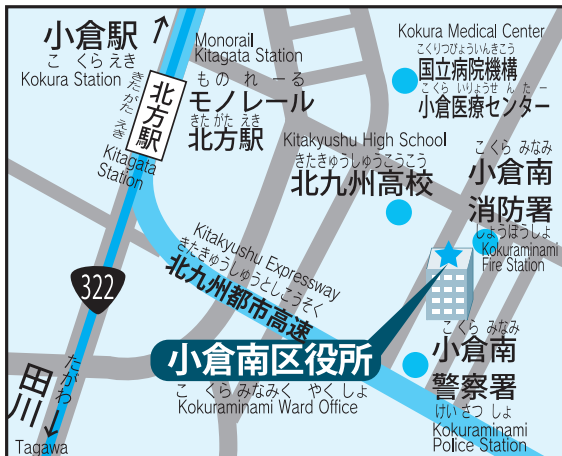 小倉駅
こくらえき
Kokura Station
きたがたえき
北方駅
Kitagata
Station
Monorail
Kitagata Station
ものれーる
モノレール
きたがたえき
北方駅
Kokura Medical Center
こくりつびょういんきこう
国立病院機構
こくらいりょうせんたー
小倉医療センター
Kitakyushu High School
きたきゅうしゅうこうこう
北九州高校
こくらみなみ
小倉南
消防署
しょうぼうしょ
Kokuraminami
Fire Station
Kitakyushu Expressway
きたきゅうしゅうとしこうそく
北九州都市高速
322
小倉南区役所
こくらみなみくやくしょ
Kokuraminami Ward Office
こくらみなみ
小倉南
警察署
けいさつしょ
Kokuraminami
Police Station
たがわ
田川
Tagawa